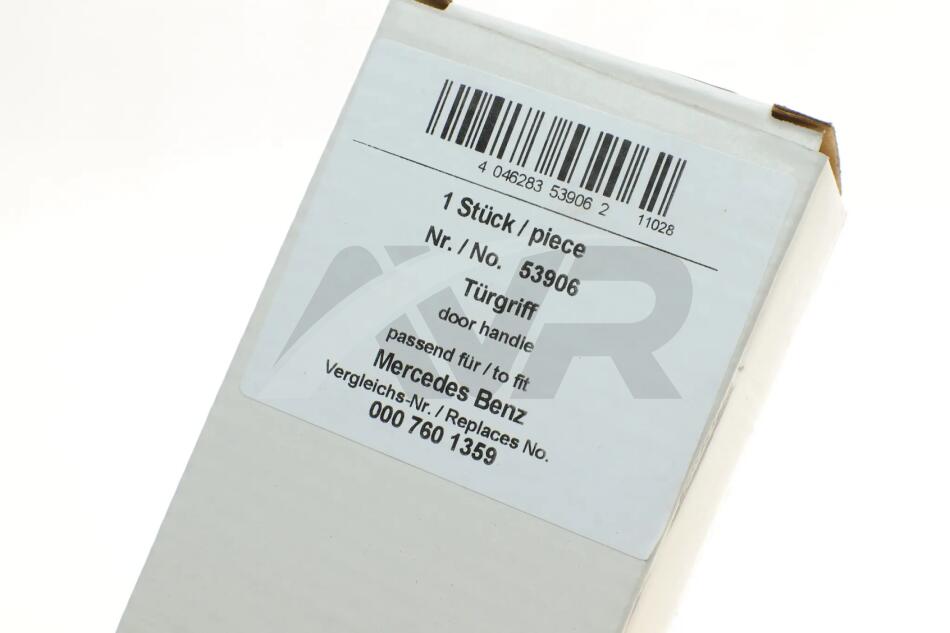 4 046283 53906 2
11028
1 Stück / piece
Nr. / No. 53906
Türgriff
door handle
passend für / to fit
Mercedes Benz
Vergleichs-Nr. / Replaces No.
000 760 1359
AVR